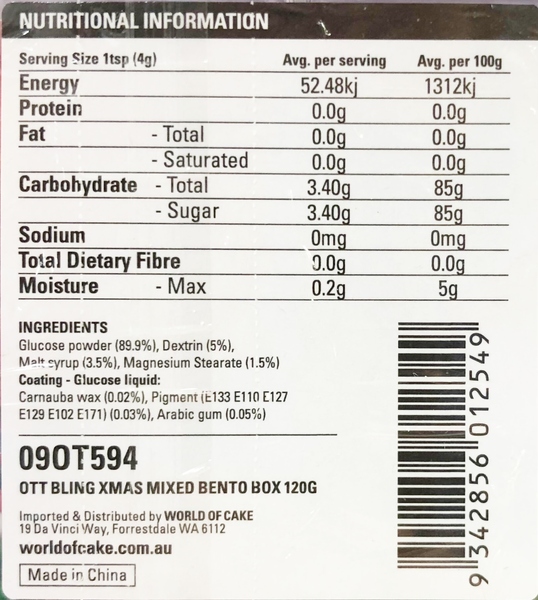 NUTRITIONAL INFORMATION
Serving Size 1tsp (4g) Avg. per serving Avg. per 100g
Energy 52.48kj 1312kj
Protein 0.0g 0.0g
Fat - Total 0.0g 0.0g
- Saturated 0.0g 0.0g
Carbohydrate - Total 3.40g 85g
- Sugar 3.40g 85g
Sodium 0mg 0mg
Total Dietary Fibre 0.0g 0.0g
Moisture - Max 0.2g 5g
INGREDIENTS
Glucose powder (89.9%), Dextrin (5%),
Malt syrup (3.5%), Magnesium Stearate (1.5%)
Coating - Glucose liquid:
Carnauba wax (0.02%), Pigment (E133 E110 E127
E129 E102 E171) (0.03%), Arabic gum (0.05%)
09OT594
OTT BLING XMAS MIXED BENTO BOX 120G
Imported & Distributed by WORLD OF CAKE
19 Da Vinci Way, Forrestdale WA 6112
worldofcake.com.au
Made in China
9 342856 012549